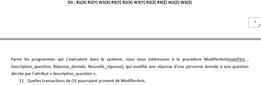 O1 : R1(X) R2(Y) W1(X) R3(Y) R2(X) W3(Y) R2(Z) R3(Z) W2(Z) W3(Z)
Parmi les programmes qui s'exécutent dans le système, nous nous intéressons à la procédure ModifierAvis(numPers ,
Description_question, Réponse_donnée, Nouvelle_réponse), qui modifie une réponse d'une personne donnée à une question
décrite par l'attribut « description_question ».
11. Quelles transactions de O1 pourraient provenir de ModifierAvis.